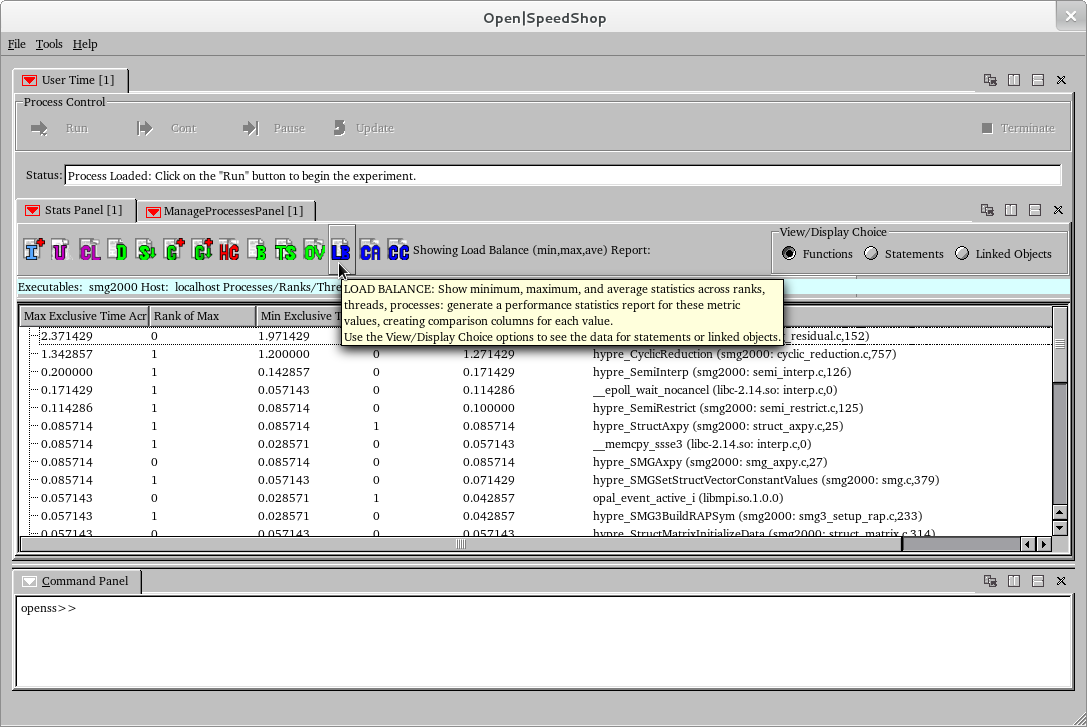 Open|SpeedShop
File Tools Help
User Time [1]
Process Control
Run Cont Pause Update Terminate
Status: Process Loaded: Click on the "Run" button to begin the experiment.
Stats Panel [1] ManageProcessesPanel [1]
I U CL D S G G HC B TS OV LB CA CC Showing Load Balance (min,max,ave) Report:
View/Display Choice
Functions Statements Linked Objects
Executables: smg2000 Host: localhost Processes/Ranks/Thre
LOAD BALANCE: Show minimum, maximum, and average statistics across ranks,
threads, processes: generate a performance statistics report for these metric
values, creating comparison columns for each value.
Use the View/Display Choice options to see the data for statements or linked objects.
Max Exclusive Time Acr Rank of Max Min Exclusive T
2.371429 0 1.971429 _residual.c,152)
1.342857 1 1.200000 0 1.271429 hypre_CyclicReduction (smg2000: cyclic_reduction.c,757)
0.200000 1 0.142857 0 0.171429 hypre_SemiInterp (smg2000: semi_interp.c,126)
0.171429 1 0.057143 0 0.114286 __epoll_wait_nocancel (libc-2.14.so: interp.c,0)
0.114286 1 0.085714 0 0.100000 hypre_SemiRestrict (smg2000: semi_restrict.c,125)
0.085714 1 0.085714 1 0.085714 hypre_StructAxpy (smg2000: struct_axpy.c,25)
0.085714 1 0.028571 0 0.057143 __memcpy_ssse3 (libc-2.14.so: interp.c,0)
0.085714 0 0.085714 0 0.085714 hypre_SMGAxpy (smg2000: smg_axpy.c,27)
0.085714 1 0.057143 0 0.071429 hypre_SMGSetStructVectorConstantValues (smg2000: smg.c,379)
0.057143 0 0.028571 1 0.042857 opal_event_active_i (libmpi.so.1.0.0)
0.057143 1 0.028571 0 0.042857 hypre_SMG3BuildRAPSym (smg2000: smg3_setup_rap.c,233)
0.057143 0 0.057143 0 0.057143 hypre_StructMatrixInitializeData (smg2000: struct_matrix.c,314)
Command Panel
openss>>